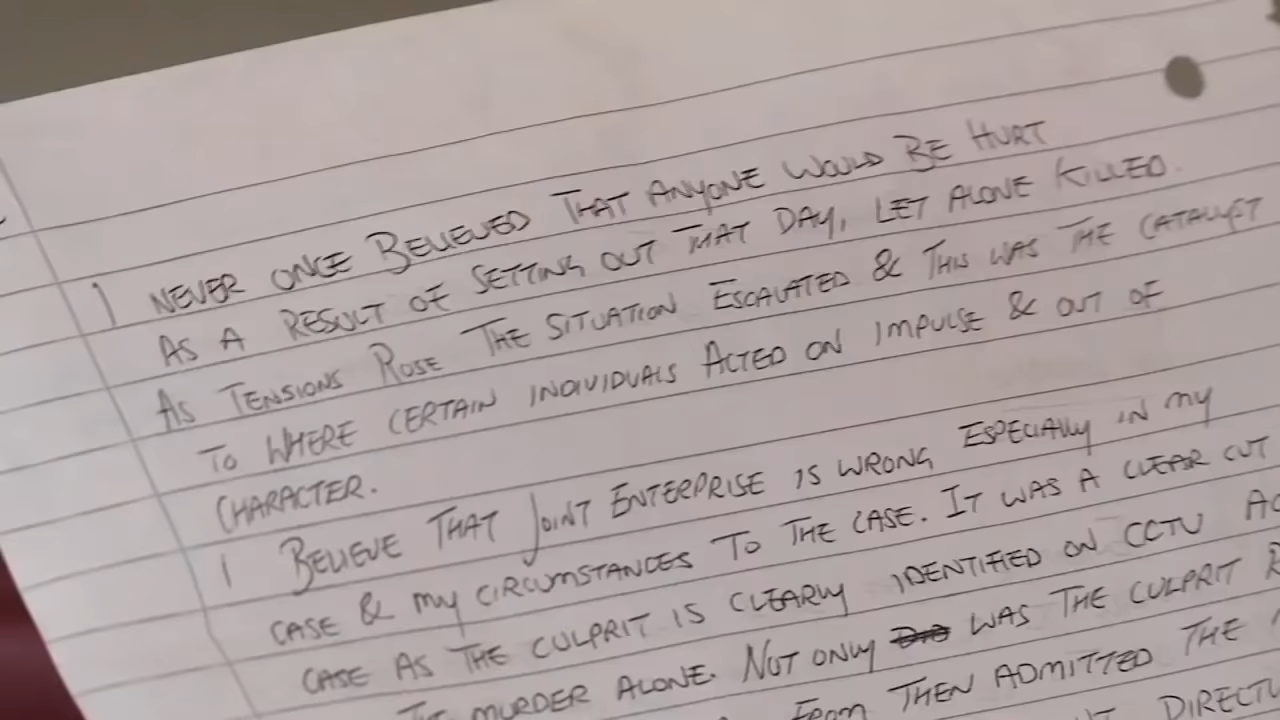 I NEVER ONCE BELIEVED THAT ANYONE WOULD BE HURT
AS A RESULT OF SETTING OUT THAT DAY, LET ALONE KILLED.
AS TENSIONS ROSE THE SITUATION ESCALATED & THIS WAS THE CATALYST
TO WHERE CERTAIN INDIVIDUALS ACTED ON IMPULSE & OUT OF
CHARACTER.
I BELIEVE THAT JOINT ENTERPRISE IS WRONG ESPECIALLY IN MY
CASE & MY CIRCUMSTANCES TO THE CASE. IT WAS A CLEAR CUT
CASE AS THE CULPRIT IS CLEARLY IDENTIFIED ON CCTV
MURDER ALONE. NOT ONLY WAS THE CULPRIT
FROM THEN ADMITTED THE